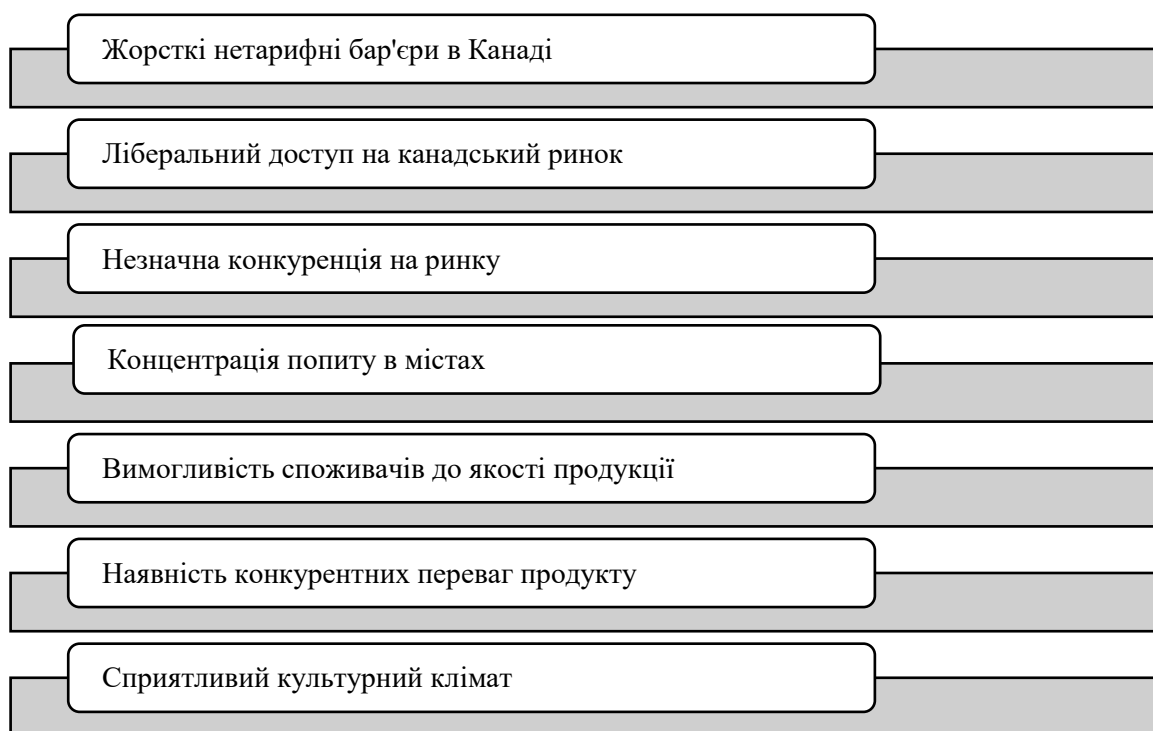 Жорсткі нетарифні бар'єри в Канаді
Ліберальний доступ на канадський ринок
Незначна конкуренція на ринку
Концентрація попиту в містах
Вимогливість споживачів до якості продукції
Наявність конкурентних переваг продукту
Сприятливий культурний клімат